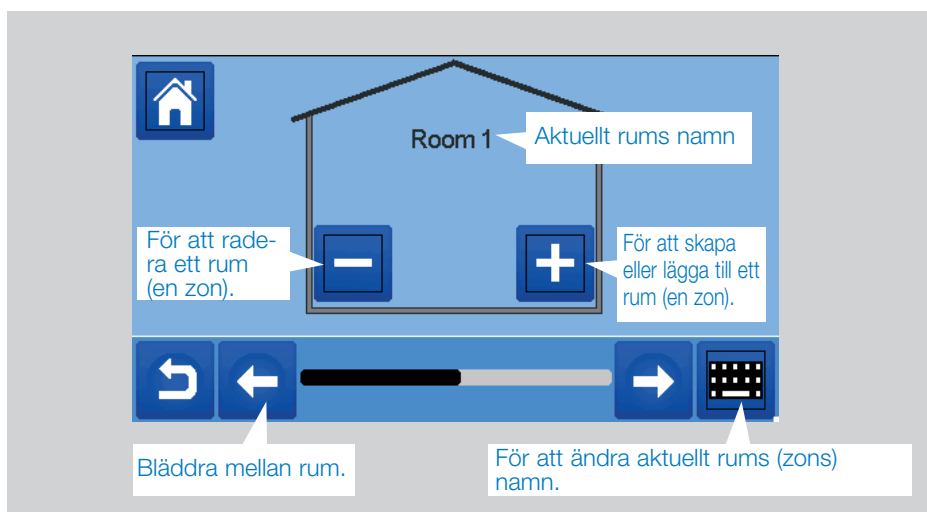 Room 1
Aktuellt rums namn
För att rade-
ra ett rum
(en zon).
För att skapa
eller lägga till ett
rum (en zon).
Bläddra mellan rum.
För att ändra aktuellt rums (zons)
namn.